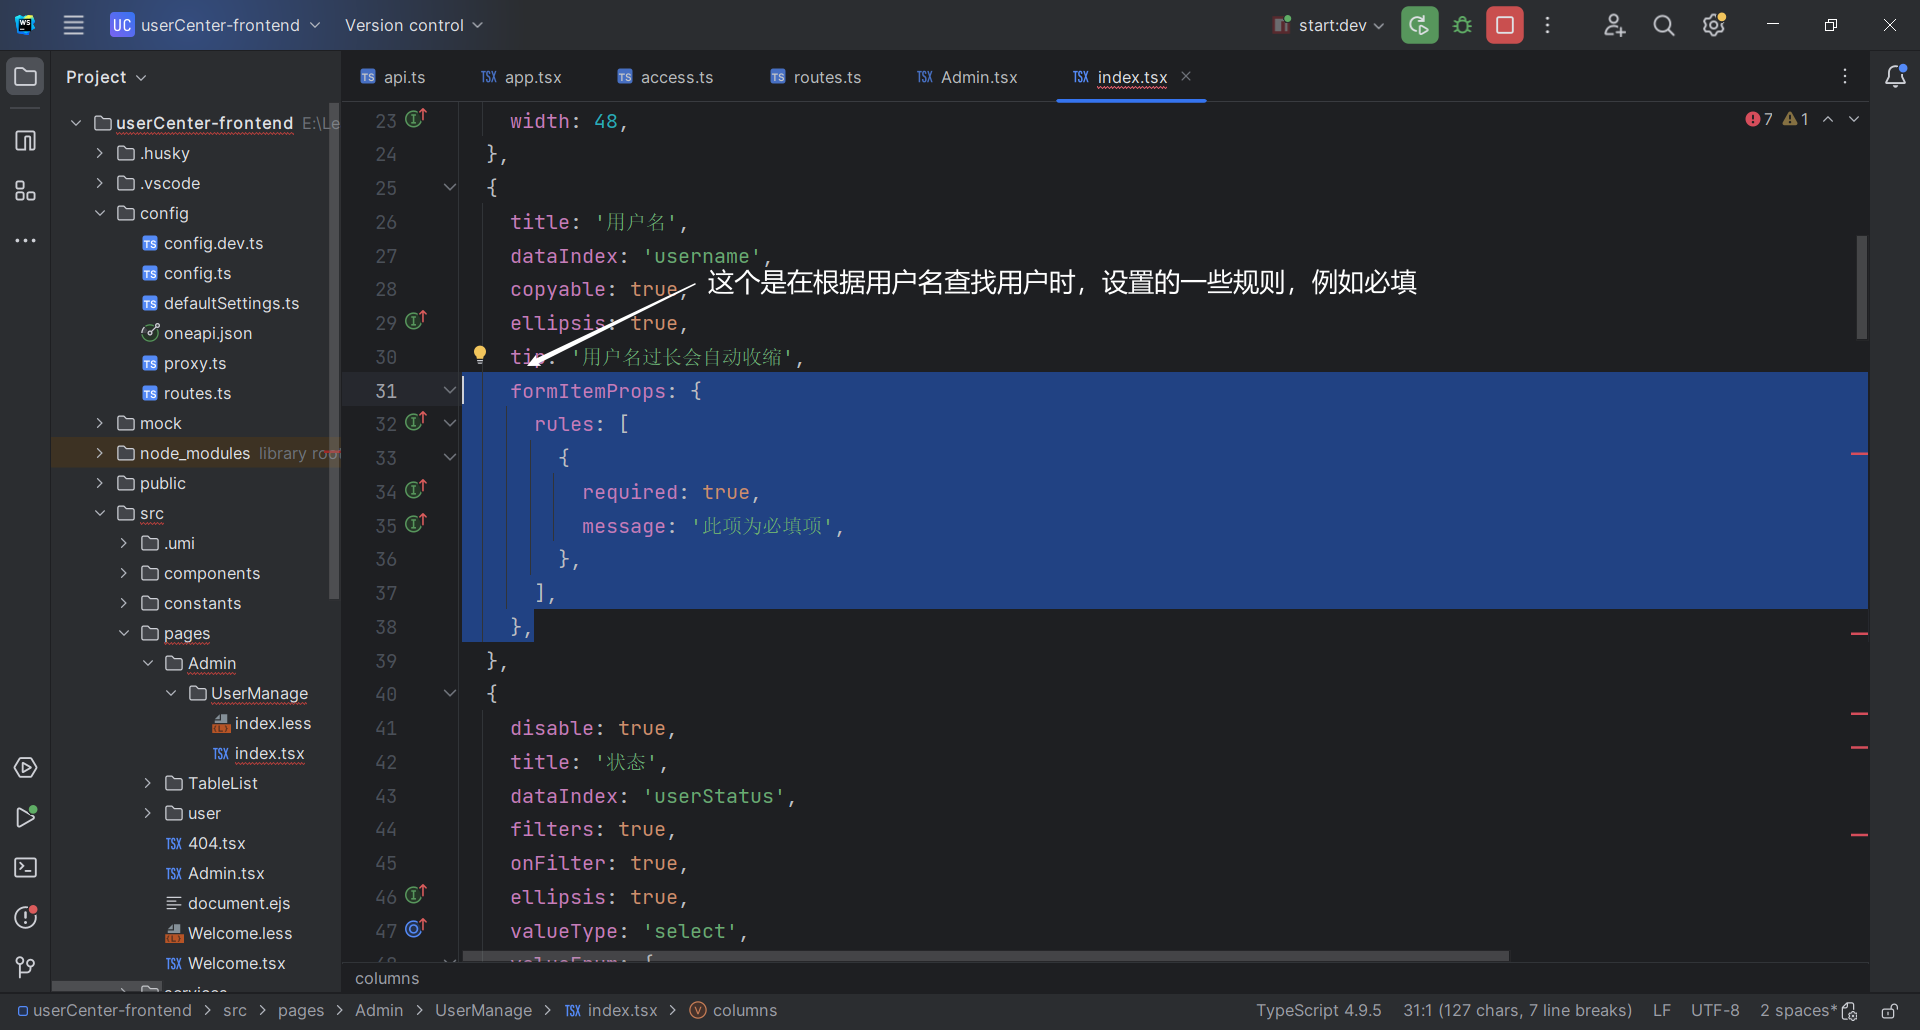 UC userCenter-frontend Version control start:dev
Project
api.ts app.tsx access.ts routes.ts Admin.tsx index.tsx
userCenter-frontend E:\Le
.husky
.vscode
config
config.dev.ts
config.ts
defaultSettings.ts
oneapi.json
proxy.ts
routes.ts
mock
node_modules library roo
public
src
.umi
components
constants
pages
Admin
UserManage
index.less
index.tsx
TableList
user
404.tsx
Admin.tsx
document.ejs
Welcome.less
Welcome.tsx
services
7 1
23 width: 48,
24 },
25 {
26 title: '用户名',
27 dataIndex: 'username',
这个是在根据用户名查找用户时，设置的一些规则，例如必填
28 copyable: true,
29 ellipsis: true,
30 tip: '用户名过长会自动收缩',
31 formItemProps: {
32 rules: [
33 {
34 required: true,
35 message: '此项为必填项',
36 },
37 ],
38 },
39 },
40 {
41 disable: true,
42 title: '状态',
43 dataIndex: 'userStatus',
44 filters: true,
45 onFilter: true,
46 ellipsis: true,
47 valueType: 'select',
48 valueEnum: {
columns
userCenter-frontend > src > pages > Admin > UserManage > TSX index.tsx > columns
TypeScript 4.9.5 31:1 (127 chars, 7 line breaks) LF UTF-8 2 spaces*